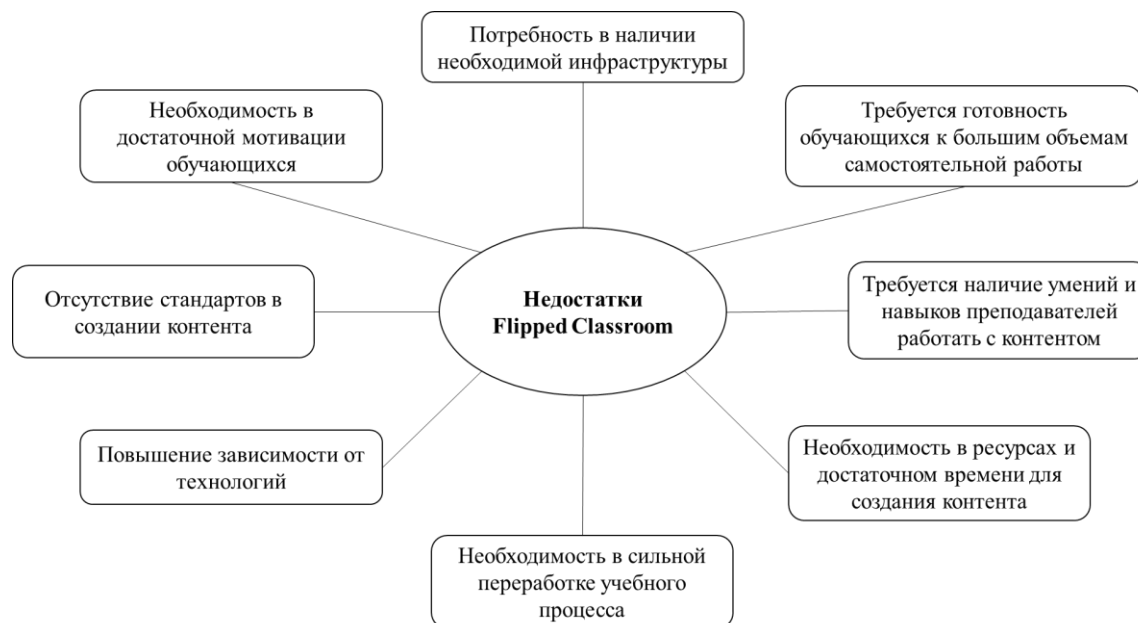 Потребность в наличии
необходимой инфраструктуры
Необходимость в
достаточной мотивации
обучающихся
Требуется готовность
обучающихся к большим объемам
самостоятельной работы
Отсутствие стандартов в
создании контента
Недостатки
Flipped Classroom
Требуется наличие умений и
навыков преподавателей
работать с контентом
Повышение зависимости от
технологий
Необходимость в ресурсах и
достаточном времени для
создания контента
Необходимость в сильной
переработке учебного
процесса